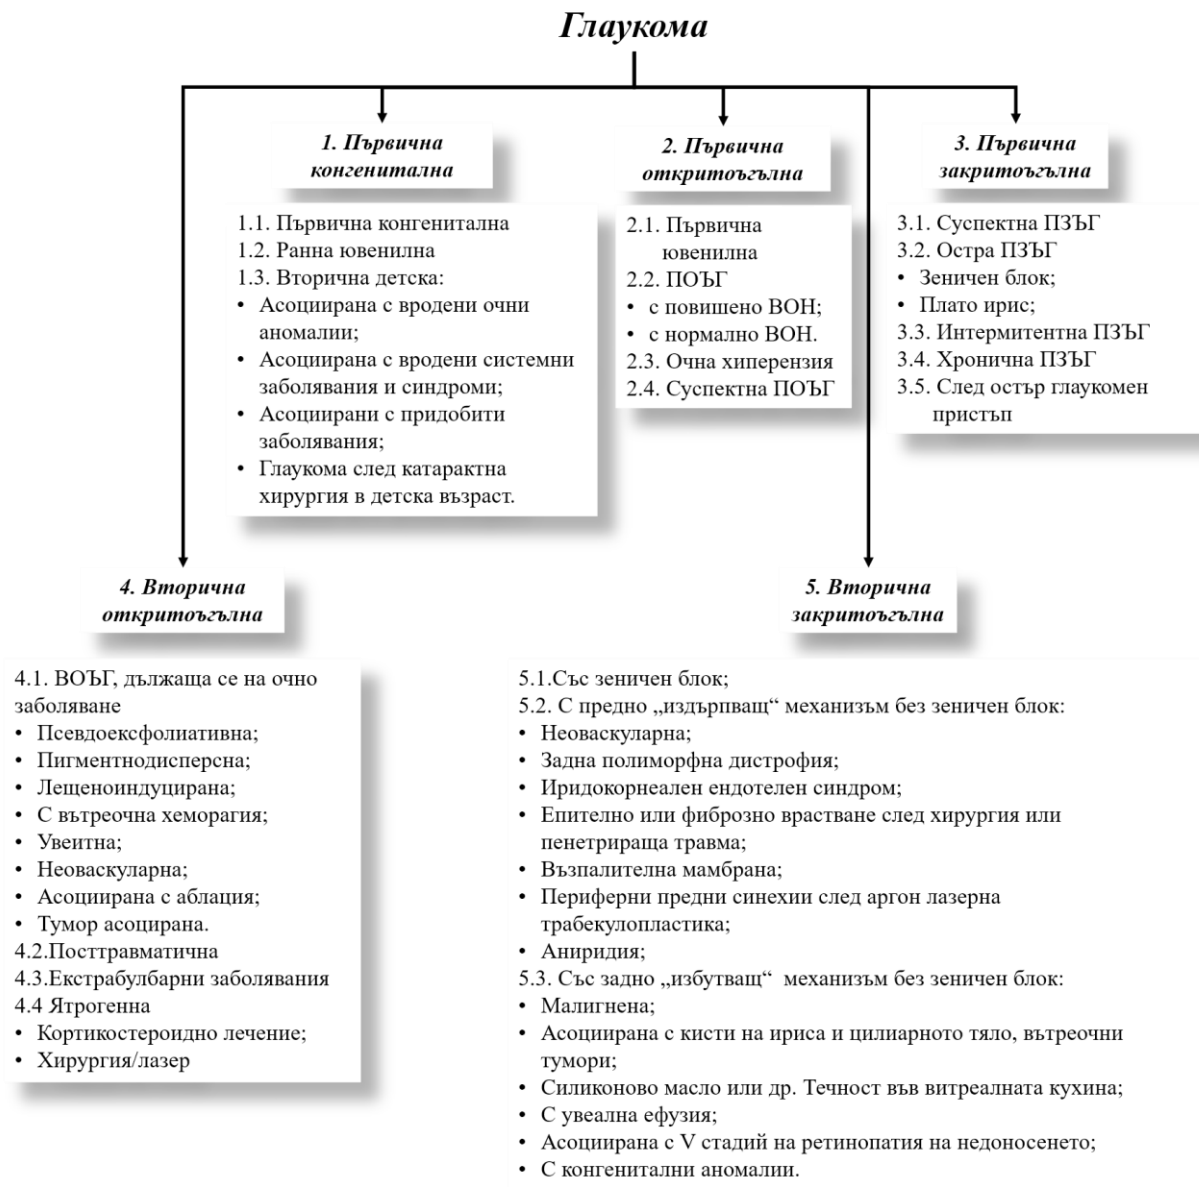 Глаукома
1. Първична
конгенитална
2. Първична
откритоъгълна
3. Първична
закритоъгълна
1.1. Първична конгенитална
1.2. Ранна ювенилна
1.3. Вторична детска:
• Асоциирана с вродени очни
аномалии;
• Асоциирана с вродени системни
заболявания и синдроми;
• Асоциирани с придобити
заболявания;
• Глаукома след катарактна
хирургия в детска възраст.
2.1. Първична
ювенилна
2.2. ПОЪГ
• с повишено ВОН;
• с нормално ВОН.
2.3. Очна хиперензия
2.4. Суспектна ПОЪГ
3.1. Суспектна ПЗЪГ
3.2. Остра ПЗЪГ
• Зеничен блок;
• Плато ирис;
3.3. Интермитентна ПЗЪГ
3.4. Хронична ПЗЪГ
3.5. След остър глаукомен
пристъп
4. Вторична
откритоъгълна
5. Вторична
закритоъгълна
4.1. ВОЪГ, дължаща се на очно
заболяване
• Псевдоексфолиативна;
• Пигментнодисперсна;
• Лещеноиндуцирана;
• С вътреочна хеморагия;
• Увеитна;
• Неоваскуларна;
• Асоциирана с аблация;
• Тумор асоцирана.
4.2.Посттравматична
4.3.Екстрабулбарни заболявания
4.4 Ятрогенна
• Кортикостероидно лечение;
• Хирургия/лазер
5.1.Със зеничен блок;
5.2. С предно „издърпващ“ механизъм без зеничен блок:
• Неоваскуларна;
• Задна полиморфна дистрофия;
• Иридокорнеален ендотелен синдром;
• Епително или фиброзно врастване след хирургия или
пенетрираща травма;
• Възпалителна мамбрана;
• Периферни предни синехии след аргон лазерна
трабекулопластика;
• Аниридия;
5.3. Със задно „избутващ“ механизъм без зеничен блок:
• Малигнена;
• Асоциирана с кисти на ириса и цилиарното тяло, вътреочни
тумори;
• Силиконово масло или др. Течност във витреалната кухина;
• С увеална ефузия;
• Асоциирана с V стадий на ретинопатия на недоносенето;
• С конгенитални аномалии.